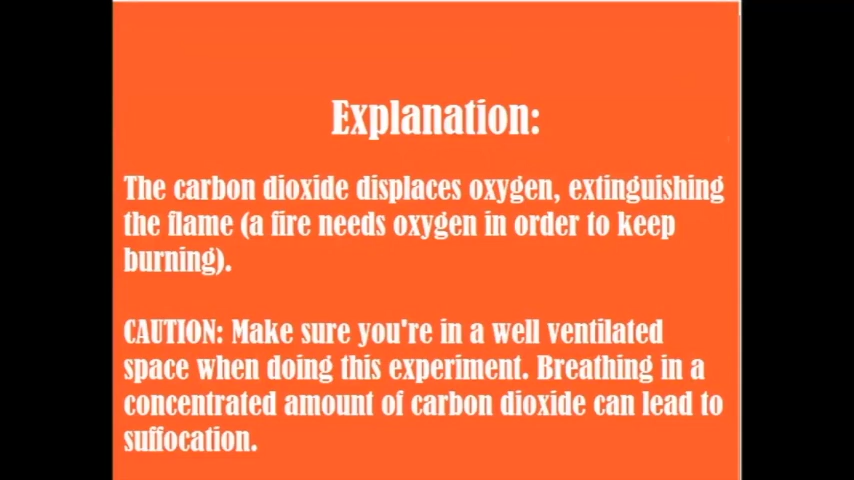 Explanation:
The carbon dioxide displaces oxygen, extinguishing
the flame (a fire needs oxygen in order to keep
burning).
CAUTION: Make sure you're in a well ventilated
space when doing this experiment. Breathing in a
concentrated amount of carbon dioxide can lead to
suffocation.